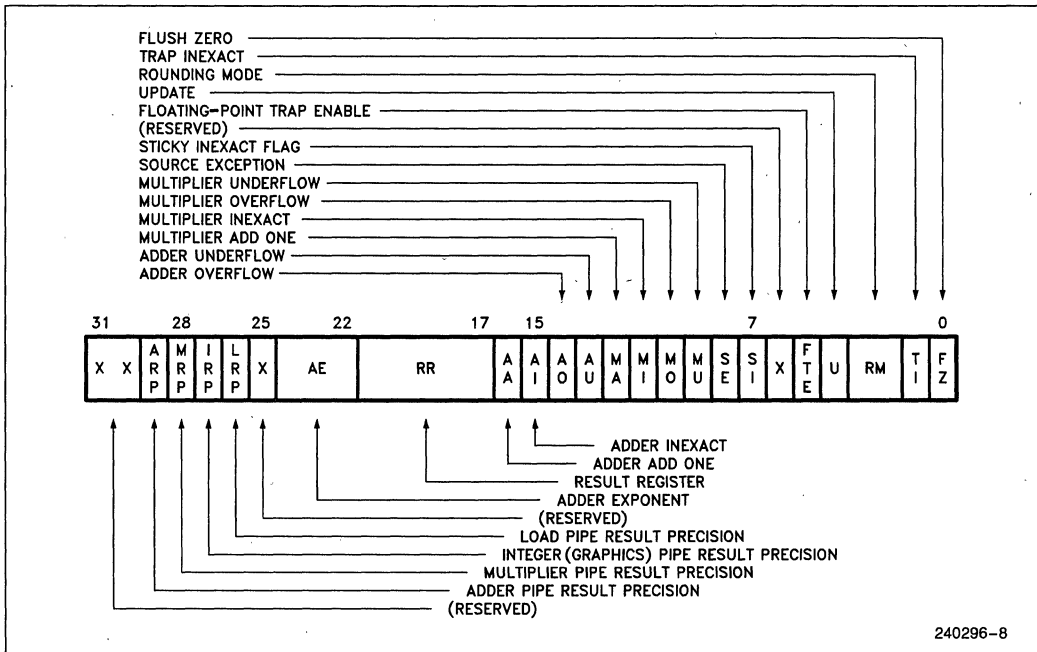 FLUSH ZERO
TRAP INEXACT
ROUNDING MODE
UPDATE
FLOATING-POINT TRAP ENABLE
(RESERVED)
STICKY INEXACT FLAG
SOURCE EXCEPTION
MULTIPLIER UNDERFLOW
MULTIPLIER OVERFLOW
MULTIPLIER INEXACT
MULTIPLIER ADD ONE
ADDER UNDERFLOW
ADDER OVERFLOW
31 28 25 22 17 15 7 0
X X ARP MRP IRP LRP X AE RR AA AI AO AU MA MI MO MU SE SI X FTE U RM TI FZ
ADDER INEXACT
ADDER ADD ONE
RESULT REGISTER
ADDER EXPONENT
(RESERVED)
LOAD PIPE RESULT PRECISION
INTEGER (GRAPHICS) PIPE RESULT PRECISION
MULTIPLIER PIPE RESULT PRECISION
ADDER PIPE RESULT PRECISION
(RESERVED)
240296-8